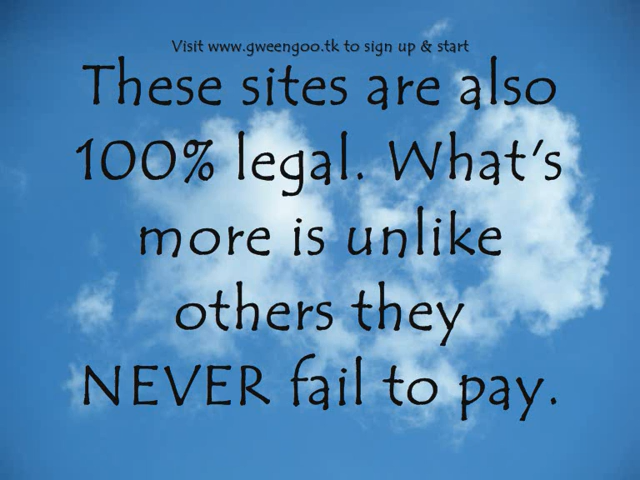 Visit www.gweengoo.tk to sign up & start
These sites are also
100% legal. What's
more is unlike
others they
NEVER fail to pay.